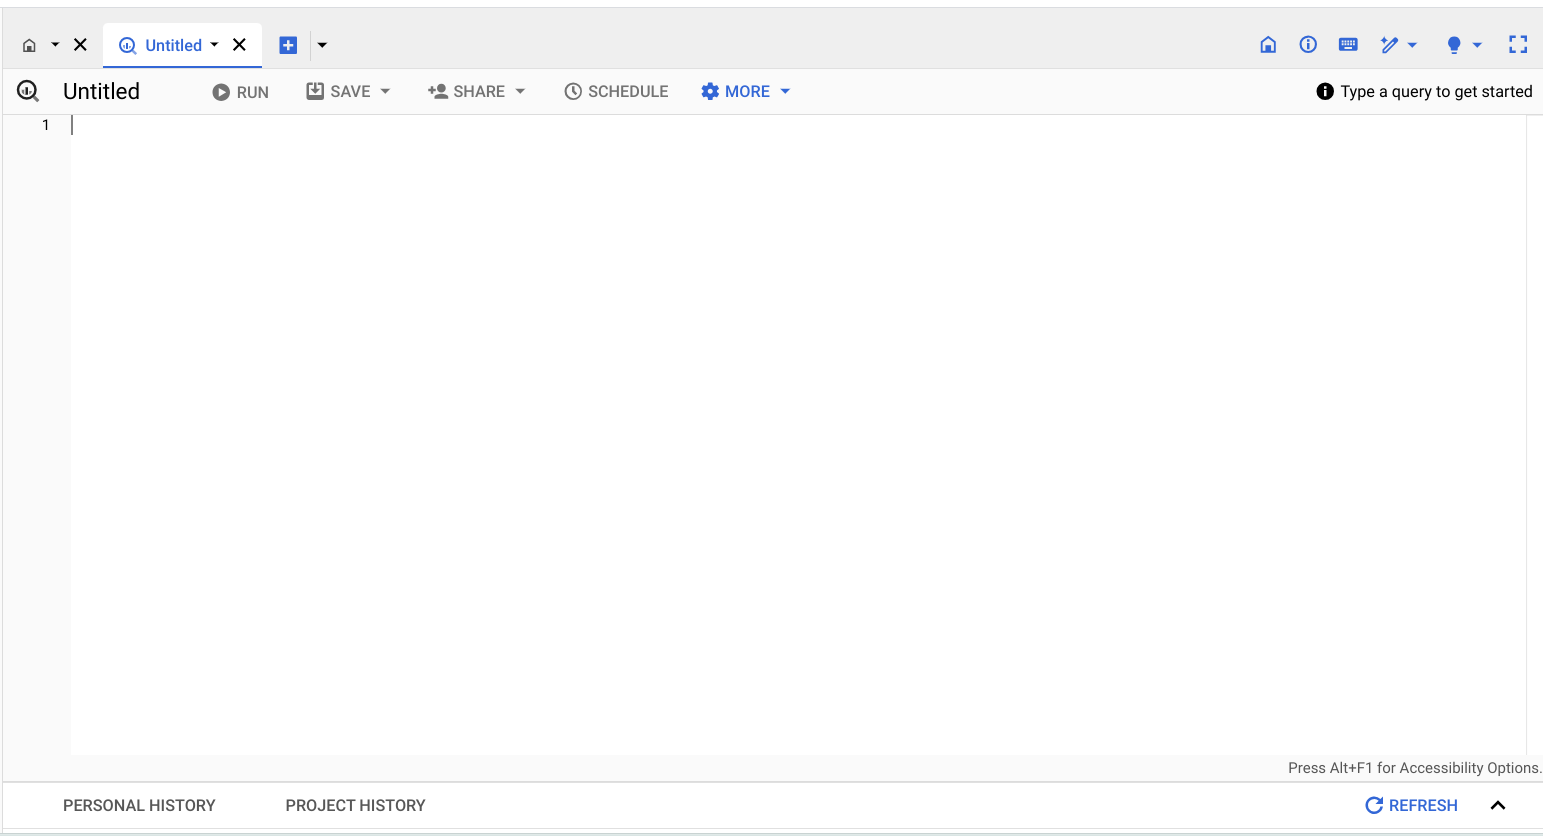 Untitled
Untitled RUN SAVE SHARE SCHEDULE MORE Type a query to get started
1
Press Alt+F1 for Accessibility Options.
PERSONAL HISTORY PROJECT HISTORY REFRESH